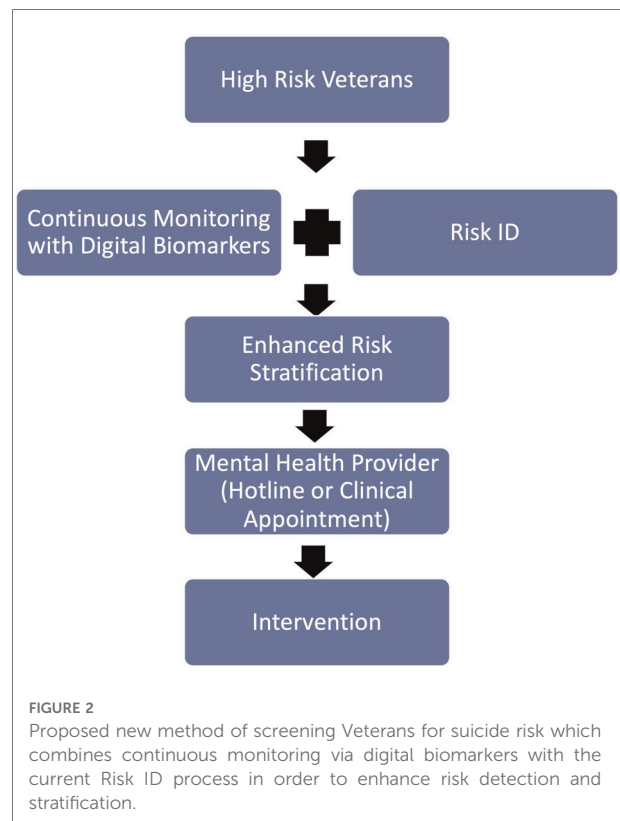 High Risk Veterans
Continuous Monitoring
with Digital Biomarkers
Risk ID
Enhanced Risk
Stratification
Mental Health Provider
(Hotline or Clinical
Appointment)
Intervention
FIGURE 2
Proposed new method of screening Veterans for suicide risk which
combines continuous monitoring via digital biomarkers with the
current Risk ID process in order to enhance risk detection and
stratification.